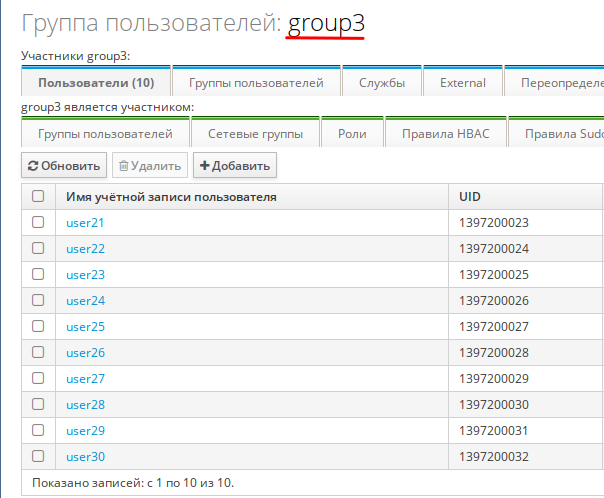 Группа пользователей: group3
Участники group3:
Пользователи (10) Группы пользователей Службы External Переопределе
group3 является участником:
Группы пользователей Сетевые группы Роли Правила HBAC Правила Sudo
Обновить Удалить Добавить
Имя учётной записи пользователя UID
user21 1397200023
user22 1397200024
user23 1397200025
user24 1397200026
user25 1397200027
user26 1397200028
user27 1397200029
user28 1397200030
user29 1397200031
user30 1397200032
Показано записей: с 1 по 10 из 10.